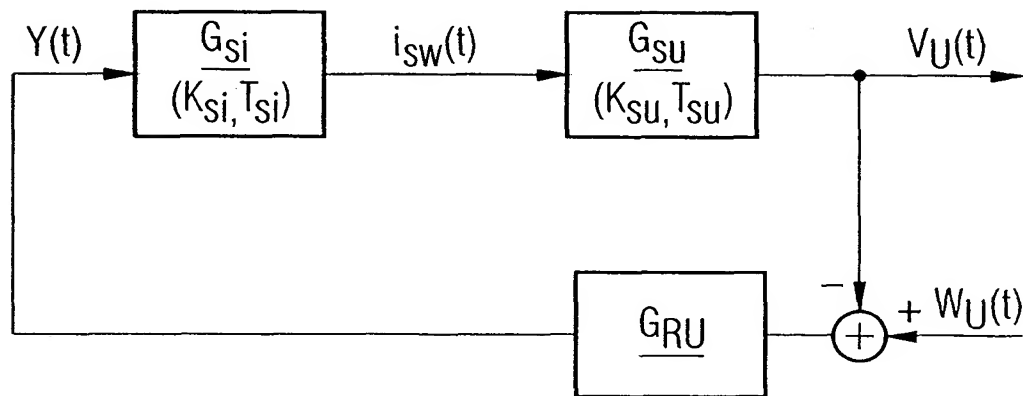 Y(t)
G_Si
(K_Si, T_Si)
i_SW(t)
G_SU
(K_SU, T_SU)
V_U(t)
−
+ W_U(t)
+
G_RU